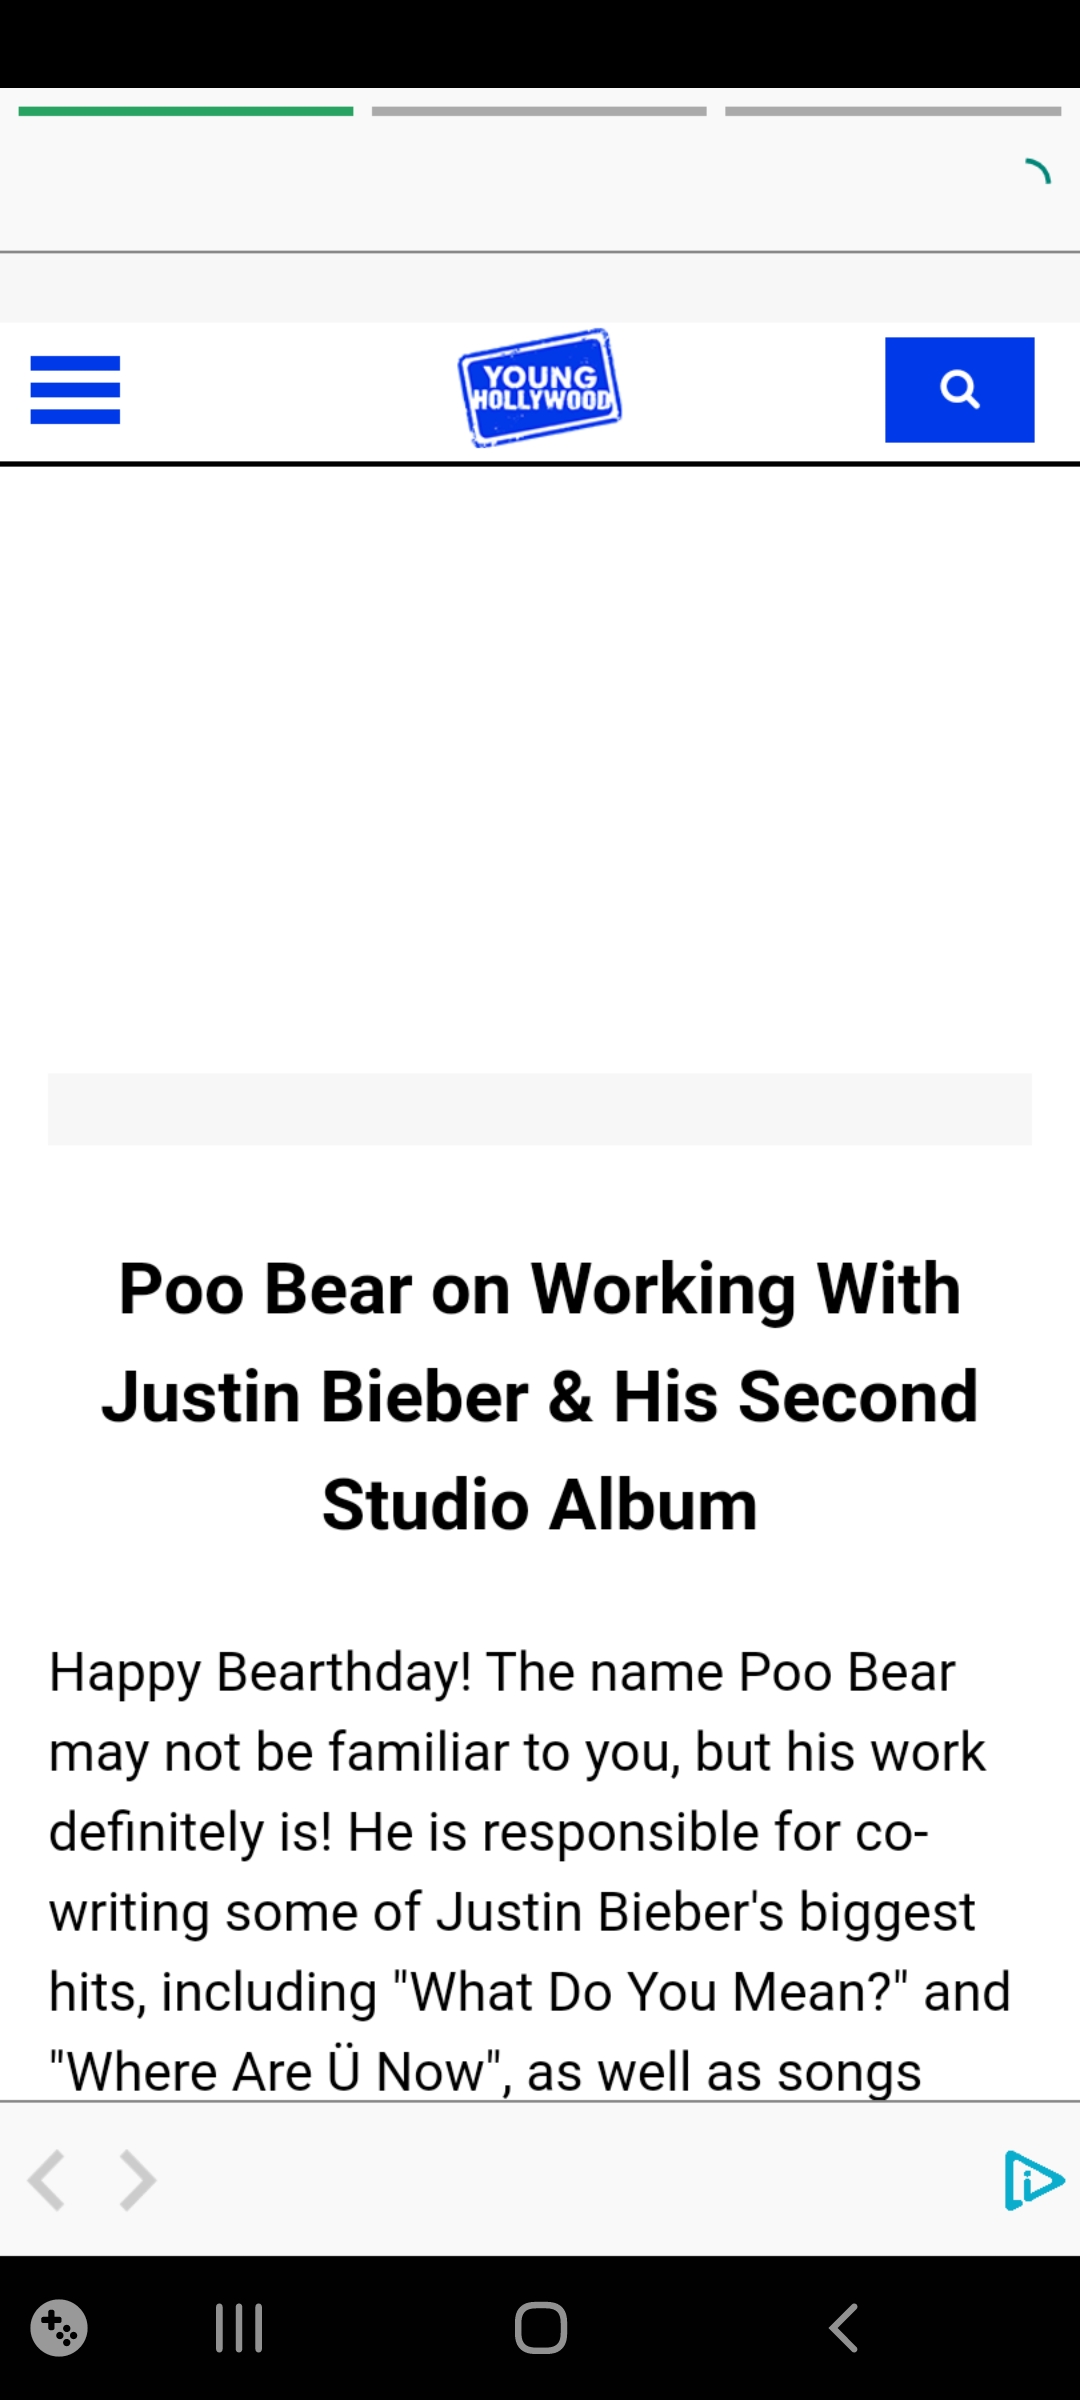 YOUNG
HOLLYWOOD
Poo Bear on Working With
Justin Bieber & His Second
Studio Album
Happy Bearthday! The name Poo Bear
may not be familiar to you, but his work
definitely is! He is responsible for co-
writing some of Justin Bieber's biggest
hits, including "What Do You Mean?" and
"Where Are Ü Now", as well as songs